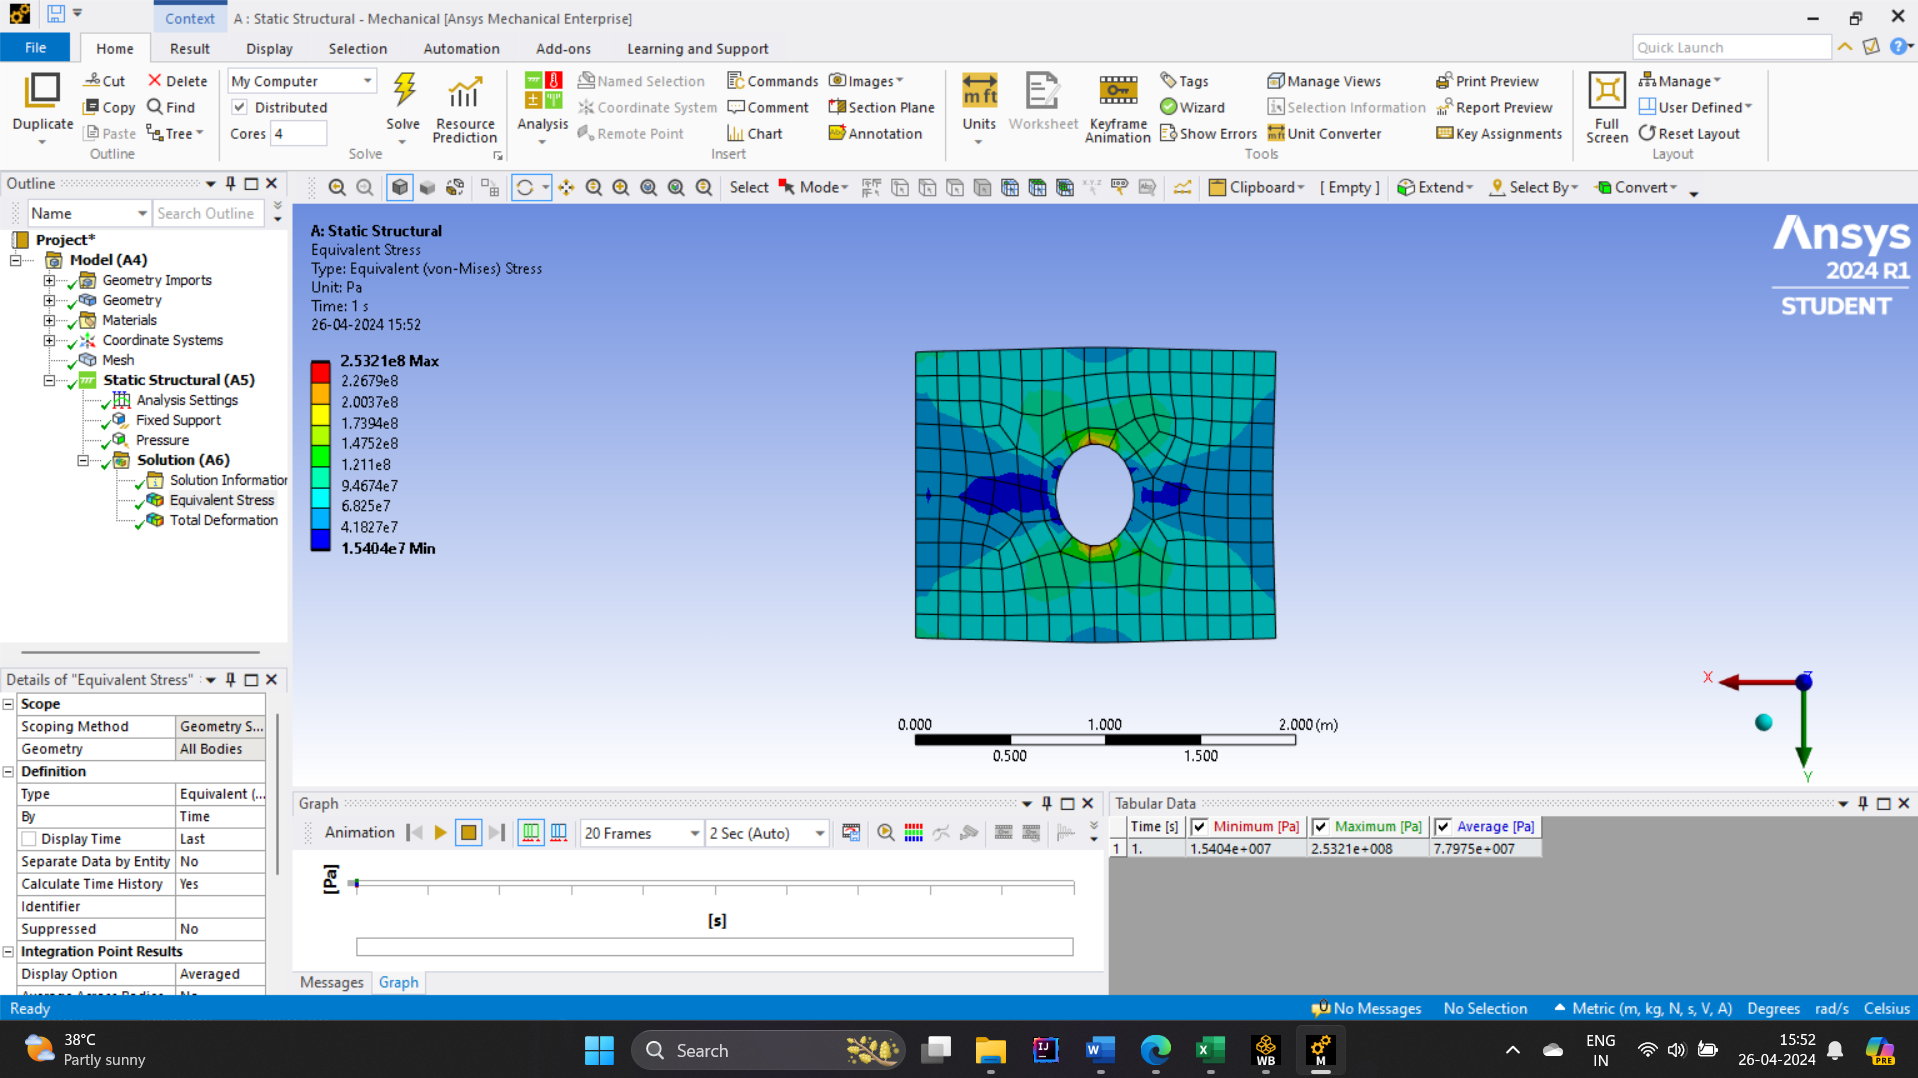 Context
A : Static Structural - Mechanical [Ansys Mechanical Enterprise]
File
Home
Result
Display
Selection
Automation
Add-ons
Learning and Support
Quick Launch
Duplicate
Cut
Copy
Paste
Delete
Find
Tree
Outline
My Computer
Distributed
Cores 4
Solve
Resource
Prediction
Solve
Analysis
Named Selection
Coordinate System
Remote Point
Commands
Comment
Chart
Images
Section Plane
Annotation
Insert
Units
Worksheet
Keyframe
Animation
Tags
Wizard
Show Errors
Manage Views
Selection Information
Unit Converter
Print Preview
Report Preview
Key Assignments
Tools
Full
Screen
Manage
User Defined
Reset Layout
Layout
Outline
Name
Search Outline
Project*
Model (A4)
Geometry Imports
Geometry
Materials
Coordinate Systems
Mesh
Static Structural (A5)
Analysis Settings
Fixed Support
Pressure
Solution (A6)
Solution Information
Equivalent Stress
Total Deformation
Select
Mode
Clipboard
[ Empty ]
Extend
Select By
Convert
A: Static Structural
Equivalent Stress
Type: Equivalent (von-Mises) Stress
Unit: Pa
Time: 1 s
26-04-2024 15:52
2.5321e8 Max
2.2679e8
2.0037e8
1.7394e8
1.4752e8
1.211e8
9.4674e7
6.825e7
4.1827e7
1.5404e7 Min
Ansys
2024 R1
STUDENT
0.000
1.000
2.000 (m)
0.500
1.500
X
Z
Y
Details of "Equivalent Stress"
Scope
Scoping Method Geometry S...
Geometry All Bodies
Definition
Type Equivalent (...
By Time
Display Time Last
Separate Data by Entity No
Calculate Time History Yes
Identifier
Suppressed No
Integration Point Results
Display Option Averaged
Graph
Animation
20 Frames
2 Sec (Auto)
[Pa]
[s]
Messages
Graph
Tabular Data
Time [s] Minimum [Pa] Maximum [Pa] Average [Pa]
1 1. 1.5404e+007 2.5321e+008 7.7975e+007
Ready
No Messages
No Selection
Metric (m, kg, N, s, V, A)
Degrees
rad/s
Celsius
38°C
Partly sunny
Search
WB
M
ENG
IN
15:52
26-04-2024
PRE